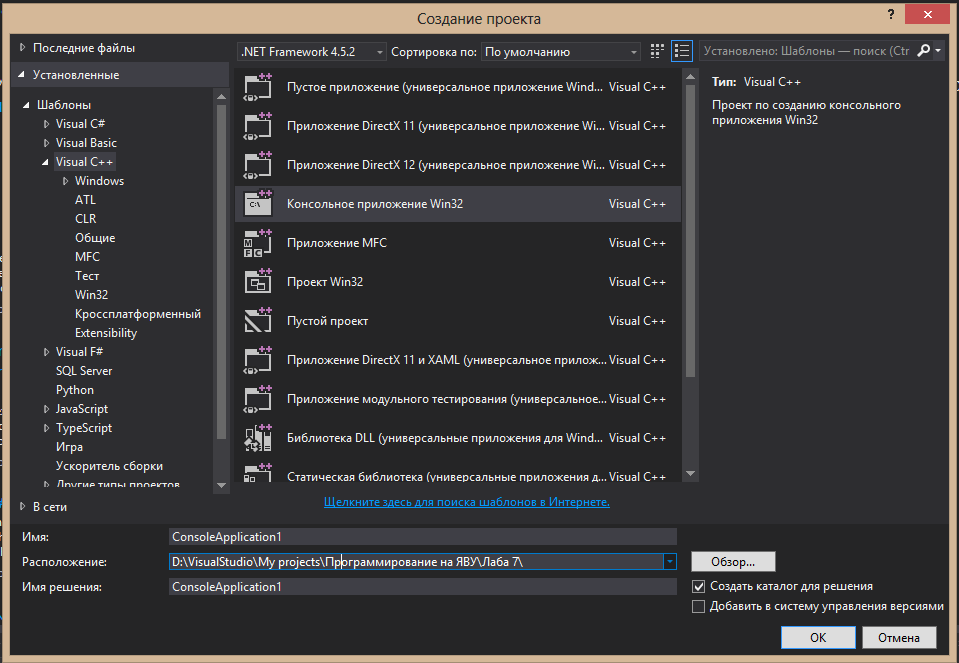 Создание проекта
?
Последние файлы
.NET Framework 4.5.2
Сортировка по:
По умолчанию
Установлено: Шаблоны — поиск (Ctr
Установленные
Шаблоны
Visual C#
Visual Basic
Visual C++
Windows
ATL
CLR
Общие
MFC
Тест
Win32
Кроссплатформенный
Extensibility
Visual F#
SQL Server
Python
JavaScript
TypeScript
Игра
Ускоритель сборки
Другие типы проектов
В сети
Пустое приложение (универсальное приложение Wind... Visual C++
Приложение DirectX 11 (универсальное приложение Wi... Visual C++
Приложение DirectX 12 (универсальное приложение Wi... Visual C++
Консольное приложение Win32 Visual C++
Приложение MFC Visual C++
Проект Win32 Visual C++
Пустой проект Visual C++
Приложение DirectX 11 и XAML (универсальное прилож... Visual C++
Приложение модульного тестирования (универсальное... Visual C++
Библиотека DLL (универсальные приложения для Wind... Visual C++
Статическая библиотека (универсальные приложения д... Visual C++
Щелкните здесь для поиска шаблонов в Интернете.
Тип: Visual C++
Проект по созданию консольного
приложения Win32
Имя: ConsoleApplication1
Расположение: D:\VisualStudio\My projects\Программирование на ЯВУ\Лаба 7\
Обзор...
Имя решения: ConsoleApplication1
Создать каталог для решения
Добавить в систему управления версиями
ОК
Отмена